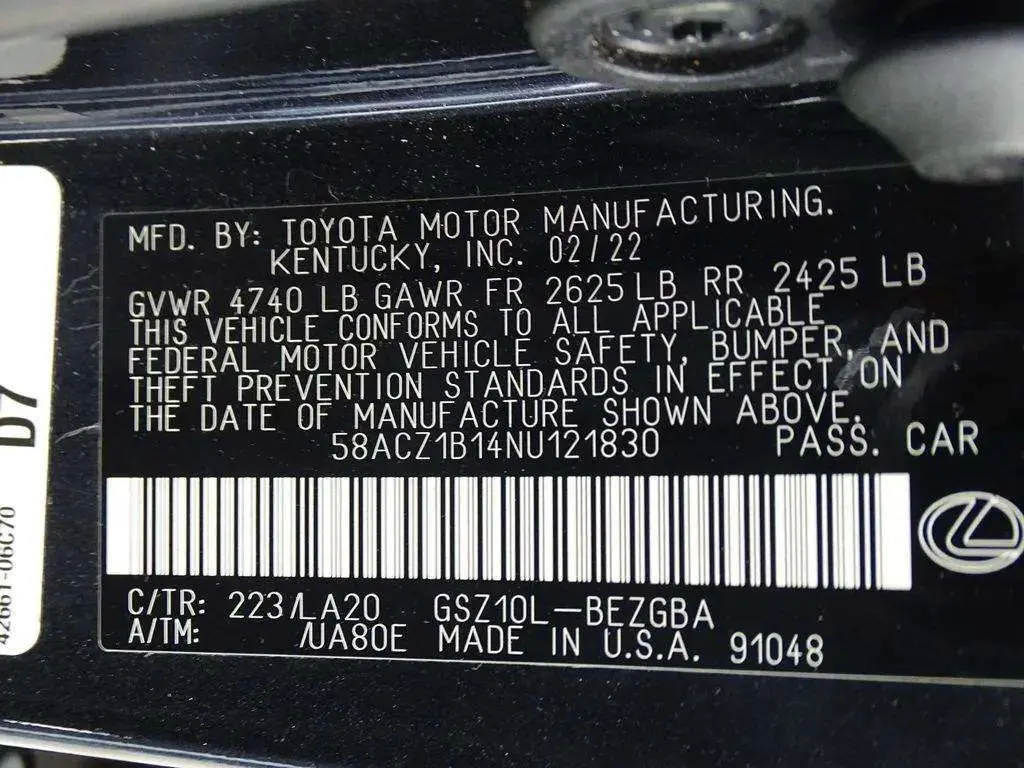 MFD. BY: TOYOTA MOTOR MANUFACTURING.
KENTUCKY, INC. 02/22
GVWR 4740 LB GAWR FR 2625 LB RR 2425 LB
THIS VEHICLE CONFORMS TO ALL APPLICABLE
FEDERAL MOTOR VEHICLE SAFETY, BUMPER, AND
THEFT PREVENTION STANDARDS IN EFFECT ON
THE DATE OF MANUFACTURE SHOWN ABOVE.
58ACZ1B14NU121830 PASS. CAR
C/TR: 223/LA20 GSZ10L-BEZGBA
A/TM: /UA80E MADE IN U.S.A. 91048
D7
42661-06C70